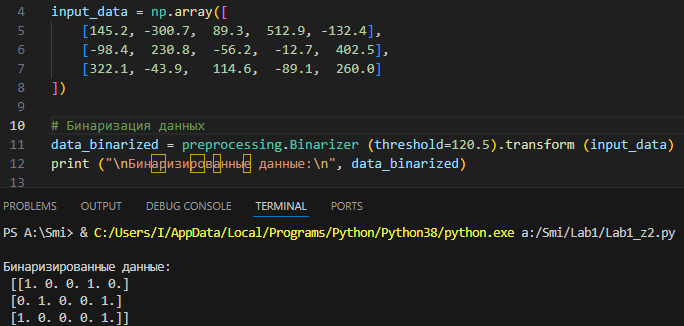 4 input_data = np.array([
5 [145.2, -300.7, 89.3, 512.9, -132.4],
6 [-98.4, 230.8, -56.2, -12.7, 402.5],
7 [322.1, -43.9, 114.6, -89.1, 260.0]
8 ])
9
10 # Бинаризация данных
11 data_binarized = preprocessing.Binarizer (threshold=120.5).transform (input_data)
12 print ("\nБинаризированные данные:\n", data_binarized)
13
PROBLEMS OUTPUT DEBUG CONSOLE TERMINAL PORTS
PS A:\Smi> & C:/Users/I/AppData/Local/Programs/Python/Python38/python.exe a:/Smi/Lab1/Lab1_z2.py
Бинаризированные данные:
[[1. 0. 0. 1. 0.]
[0. 1. 0. 0. 1.]
[1. 0. 0. 0. 1.]]